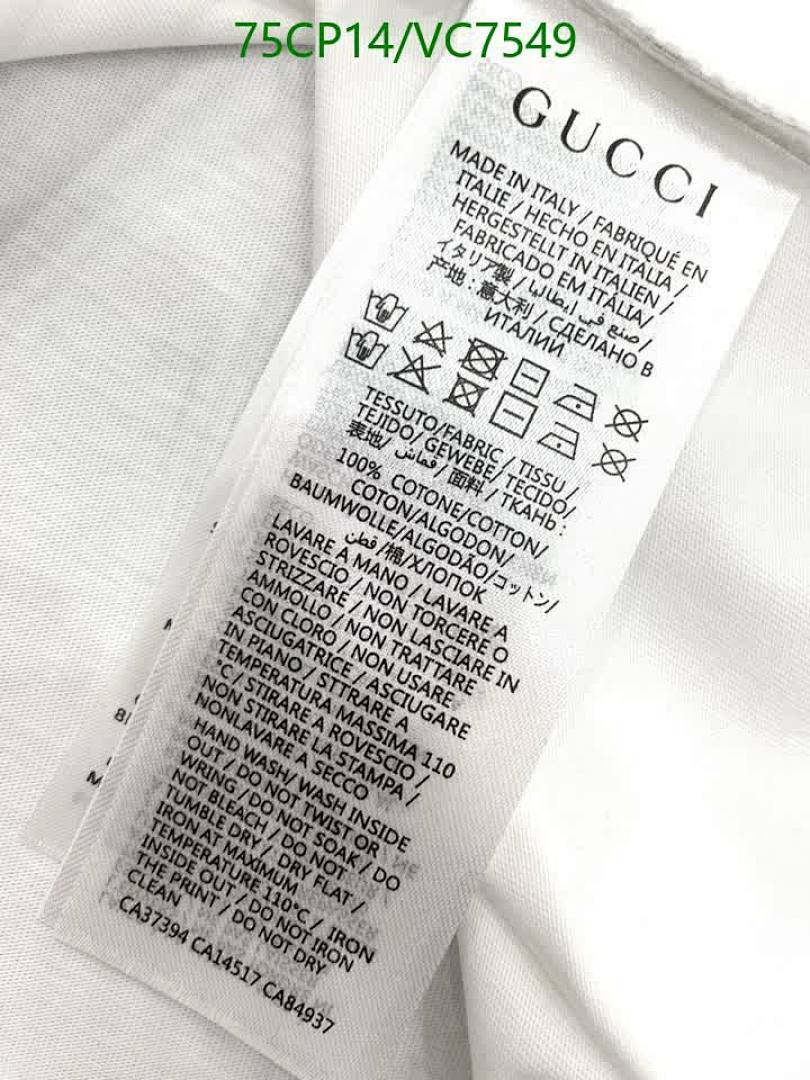 75CP14/VC7549
GUCCI
MADE IN ITALY / FABRIQUÉ EN
ITALIE / HECHO EN ITALIA /
HERGESTELLT IN ITALIEN /
FABRICADO EM ITÁLIA/
イタリア製 / صنع في إيطاليا/
产地 : 意大利 / СДЕЛАНО В
ИТАЛИИ
TESSUTO/FABRIC / TISSU /
TEJIDO/ GEWEBE/ TECIDO/
表地/ قماش / 面料 / ТКАНЬ :
100% COTONE/COTTON/
COTON/ALGODON/
BAUMWOLLE/ALGODÃO/コットン/
قطن /棉/ХЛОПОК
LAVARE A MANO / LAVARE A
ROVESCIO / NON TORCERE O
STRIZZARE / NON LASCIARE IN
AMMOLLO / NON TRATTARE
CON CLORO / NON USARE
ASCIUGATRICE / ASCIUGARE
IN PIANO / STTRARE A
TEMPERATURA MASSIMA 110
°C / STIRARE A ROVESCIO /
NON STIRARE LA STAMPA /
NONLAVARE A SECCO
HAND WASH/ WASH INSIDE
OUT / DO NOT TWIST OR
WRING /DO NOT SOAK / DO
NOT BLEACH / DO NOT
TUMBLE DRY / DRY FLAT /
IRON AT MAXIMUM
TEMPERATURE 110°C / IRON
INSIDE OUT / DO NOT IRON
THE PRINT / DO NOT DRY
CLEAN
CA37394 CA14517 CA84937